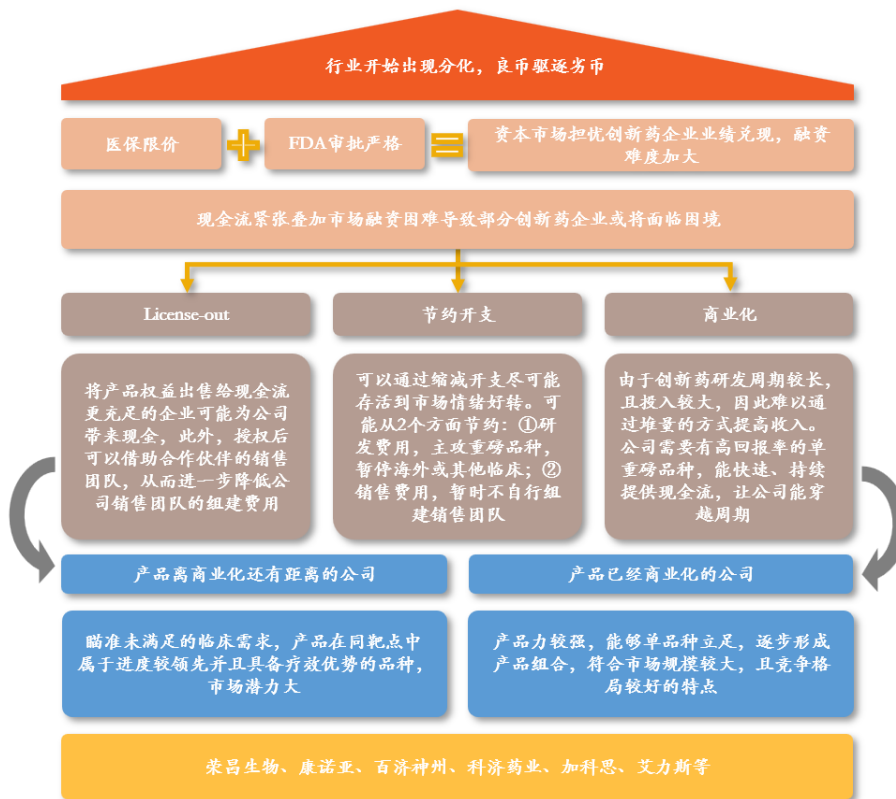 行业开始出现分化，良币驱逐劣币
医保限价
FDA审批严格
资本市场担忧创新药企业业绩兑现，融资
难度加大
现金流紧张叠加市场融资困难导致部分创新药企业或将面临困境
License-out
节约开支
商业化
将产品权益出售给现金流
更充足的企业可能为公司
带来现金，此外，授权后
可以借助合作伙伴的销售
团队，从而进一步降低公
司销售团队的组建费用
可以通过缩减开支尽可能
存活到市场情绪好转。可
能从2个方面节约：①研
发费用，主攻重磅品种，
暂停海外或其他临床；②
销售费用，暂时不自行组
建销售团队
由于创新药研发周期较长，
且投入较大，因此难以通
过堆量的方式提高收入。
公司需要有高回报率的单
重磅品种，能快速、持续
提供现金流，让公司能穿
越周期
产品离商业化还有距离的公司
产品已经商业化的公司
瞄准未满足的临床需求，产品在同靶点中
属于进度较领先并且具备疗效优势的品种，
市场潜力大
产品力较强，能够单品种立足，逐步形成
产品组合，符合市场规模较大，且竞争格
局较好的特点
荣昌生物、康诺亚、百济神州、科济药业、加科思、艾力斯等